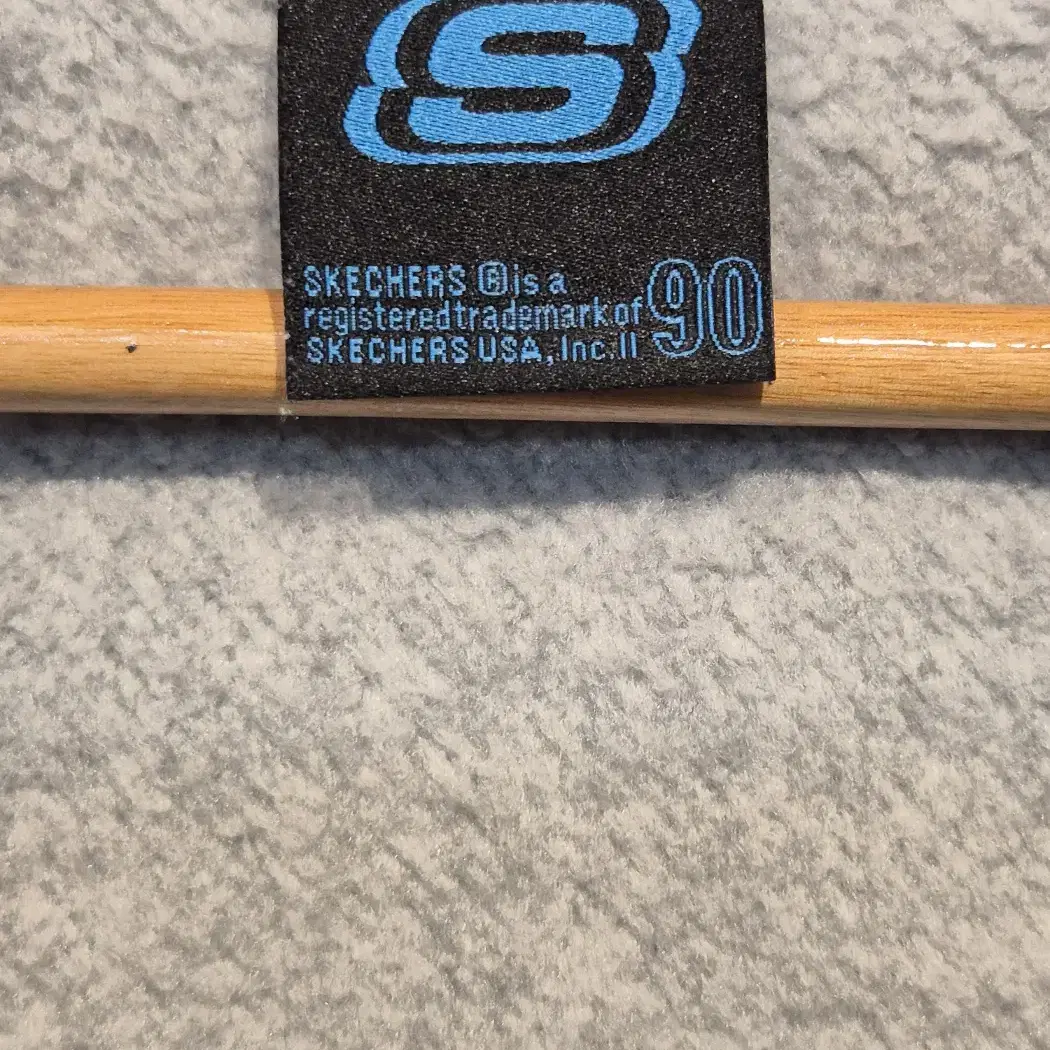 S
SKECHERS ® is a
registered trademark of
SKECHERS USA, Inc. II
90